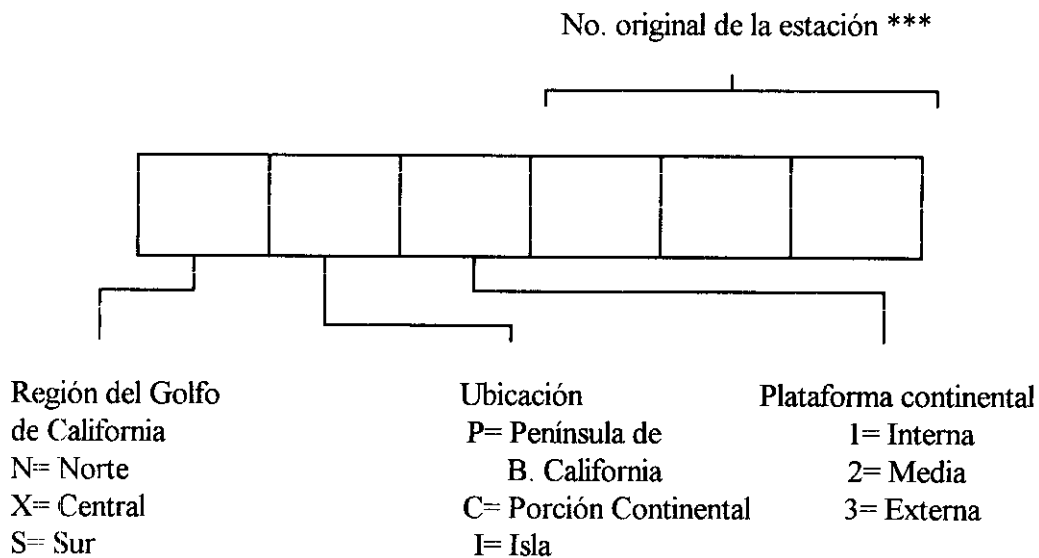 No. original de la estación ***
Región del Golfo
de California
N= Norte
X= Central
S= Sur
Ubicación
P= Península de
B. California
C= Porción Continental
I= Isla
Plataforma continental
1= Interna
2= Media
3= Externa